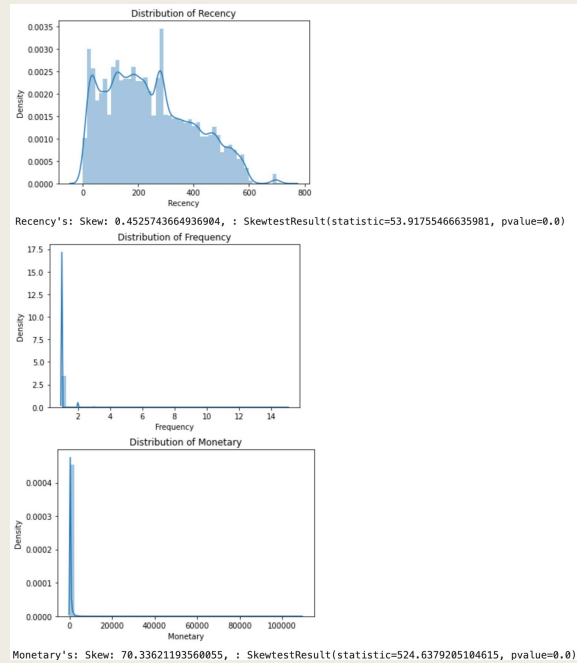 Distribution of Recency
0.0035
0.0030
0.0025
0.0020
0.0015
0.0010
0.0005
0.0000
Density
0 200 400 600 800
Recency
Recency's: Skew: 0.4525743664936904, : SkewtestResult(statistic=53.91755466635981, pvalue=0.0)
Distribution of Frequency
17.5
15.0
12.5
10.0
7.5
5.0
2.5
0.0
Density
2 4 6 8 10 12 14
Frequency
Distribution of Monetary
0.0004
0.0003
0.0002
0.0001
0.0000
Density
0 20000 40000 60000 80000 100000
Monetary
Monetary's: Skew: 70.33621193560055, : SkewtestResult(statistic=524.6379205104615, pvalue=0.0)